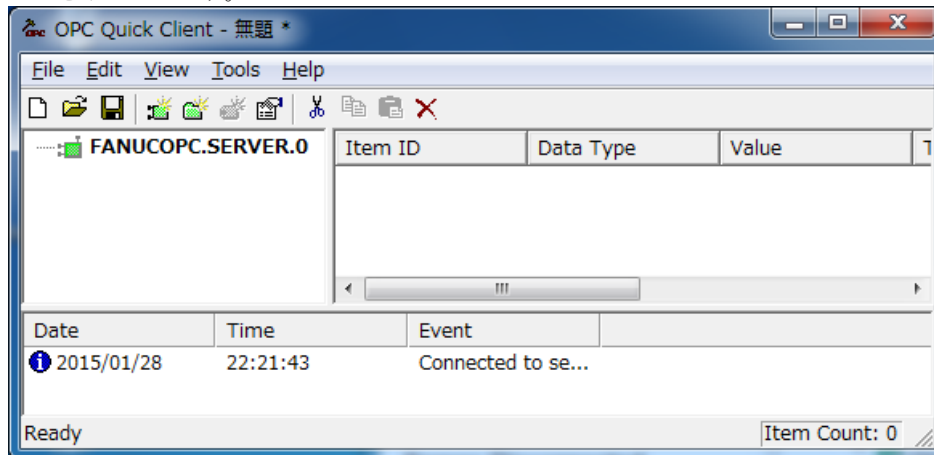 OPC Quick Client - 無題 *
File Edit View Tools Help
FANUCOPC.SERVER.0
Item ID Data Type Value
Date Time Event
2015/01/28 22:21:43 Connected to se...
Ready Item Count: 0